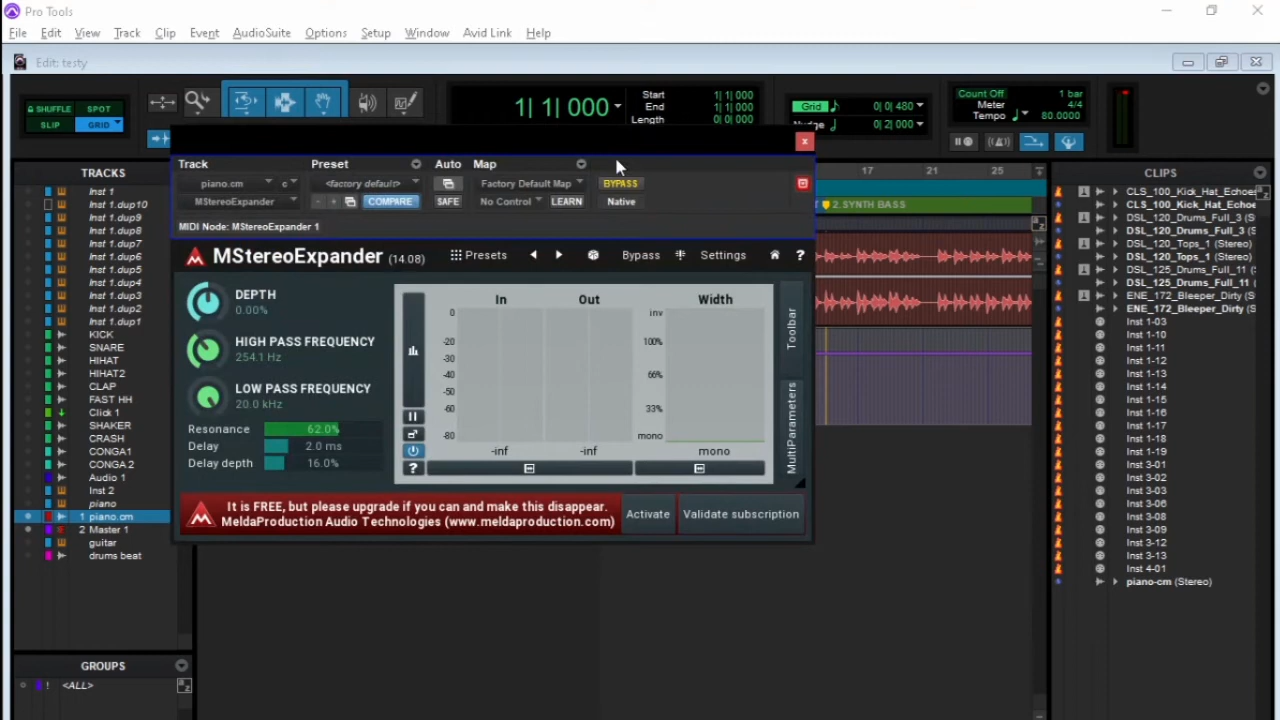 Pro Tools
File Edit View Track Clip Event AudioSuite Options Setup Window Avid Link Help
Edit: testy
SHUFFLE SPOT
SLIP GRID
1| 1| 000
Start 1| 1| 000
End 1| 1| 000
Length 0| 0| 000
Grid 0| 0| 480
Nudge 0| 2| 000
Count Off 1 bar
Meter 4/4
Tempo 80.0000
TRACKS
Inst 1
Inst 1.dup10
Inst 1.dup9
Inst 1.dup8
Inst 1.dup7
Inst 1.dup6
Inst 1.dup5
Inst 1.dup4
Inst 1.dup3
Inst 1.dup2
Inst 1.dup1
KICK
SNARE
HIHAT
HIHAT2
CLAP
FAST HH
Click 1
SHAKER
CRASH
CONGA1
CONGA 2
Audio 1
Inst 2
piano
1 piano.cm
2 Master 1
guitar
drums beat
GROUPS
! <ALL>
Track Preset Auto Map
piano.cm c <factory default> Factory Default Map BYPASS
MStereoExpander - + COMPARE SAFE No Control LEARN Native
MIDI Node: MStereoExpander 1
MStereoExpander (14.08) Presets Bypass Settings ?
DEPTH
0.00%
HIGH PASS FREQUENCY
254.1 Hz
LOW PASS FREQUENCY
20.0 kHz
Resonance 62.0%
Delay 2.0 ms
Delay depth 16.0%
In Out Width
0 inv
-20 100%
-30
-40 66%
-50
-60 33%
-80 mono
-inf -inf mono
?
Toolbar
MultiParameters
It is FREE, but please upgrade if you can and make this disappear.
MeldaProduction Audio Technologies (www.meldaproduction.com)
Activate Validate subscription
17 21 25
2.SYNTH BASS
CLIPS
CLS_100_Kick_Hat_Echoes
CLS_100_Kick_Hat_Echoe
DSL_120_Drums_Full_3 (S
DSL_120_Drums_Full_3 (S
DSL_120_Tops_1 (Stereo)
DSL_120_Tops_1 (Stereo)
DSL_125_Drums_Full_11 (
DSL_125_Drums_Full_11 (
ENE_172_Bleeper_Dirty (S
ENE_172_Bleeper_Dirty (S
Inst 1-03
Inst 1-10
Inst 1-11
Inst 1-12
Inst 1-13
Inst 1-14
Inst 1-15
Inst 1-16
Inst 1-17
Inst 1-18
Inst 1-19
Inst 3-01
Inst 3-02
Inst 3-03
Inst 3-06
Inst 3-08
Inst 3-09
Inst 3-12
Inst 3-13
Inst 4-01
piano-cm (Stereo)